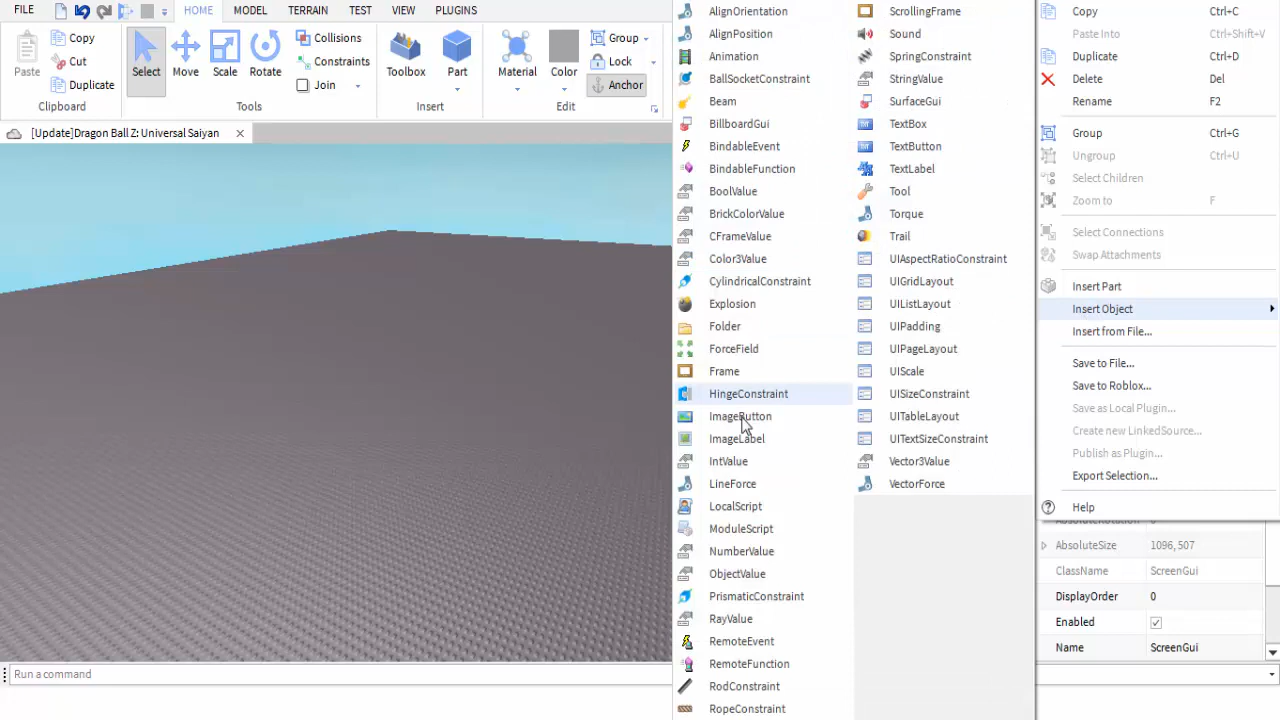 FILE HOME MODEL TERRAIN TEST VIEW PLUGINS
Paste
Copy
Cut
Duplicate
Clipboard
Select
Move
Scale
Rotate
Collisions
Constraints
Join
Tools
Toolbox
Part
Insert
Material
Color
Group
Lock
Anchor
Edit
[Update]Dragon Ball Z: Universal Saiyan
AlignOrientation
AlignPosition
Animation
BallSocketConstraint
Beam
BillboardGui
BindableEvent
BindableFunction
BoolValue
BrickColorValue
CFrameValue
Color3Value
CylindricalConstraint
Explosion
Folder
ForceField
Frame
HingeConstraint
ImageButton
ImageLabel
IntValue
LineForce
LocalScript
ModuleScript
NumberValue
ObjectValue
PrismaticConstraint
RayValue
RemoteEvent
RemoteFunction
RodConstraint
RopeConstraint
ScrollingFrame
Sound
SpringConstraint
StringValue
SurfaceGui
TextBox
TextButton
TextLabel
Tool
Torque
Trail
UIAspectRatioConstraint
UIGridLayout
UIListLayout
UIPadding
UIPageLayout
UIScale
UISizeConstraint
UITableLayout
UITextSizeConstraint
Vector3Value
VectorForce
Copy Ctrl+C
Paste Into Ctrl+Shift+V
Duplicate Ctrl+D
Delete Del
Rename F2
Group Ctrl+G
Ungroup Ctrl+U
Select Children
Zoom to F
Select Connections
Swap Attachments
Insert Part
Insert Object
Insert from File...
Save to File...
Save to Roblox...
Save as Local Plugin...
Create new LinkedSource...
Publish as Plugin...
Export Selection...
Help
AbsoluteSize 1096,507
ClassName ScreenGui
DisplayOrder 0
Enabled
Name ScreenGui
Run a command